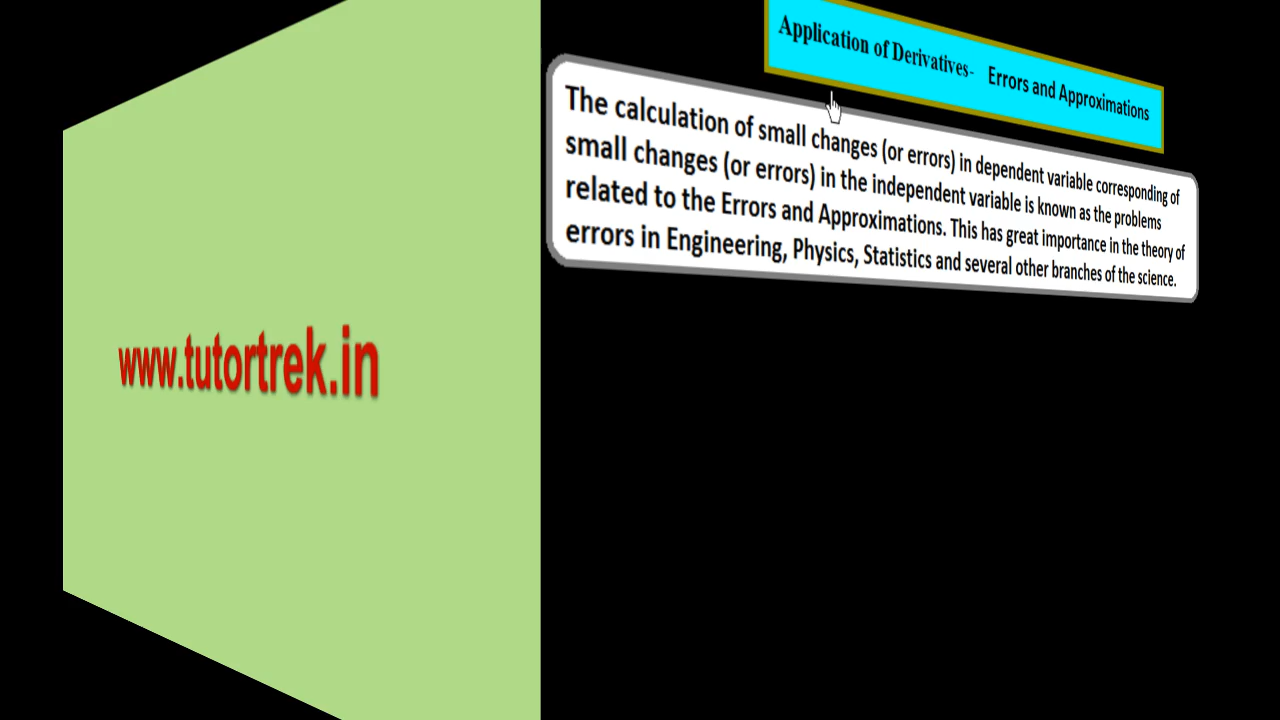 Application of Derivatives- Errors and Approximations
The calculation of small changes (or errors) in dependent variable corresponding of
small changes (or errors) in the independent variable is known as the problems
related to the Errors and Approximations. This has great importance in the theory of
errors in Engineering, Physics, Statistics and several other branches of the science.
www.tutortrek.in